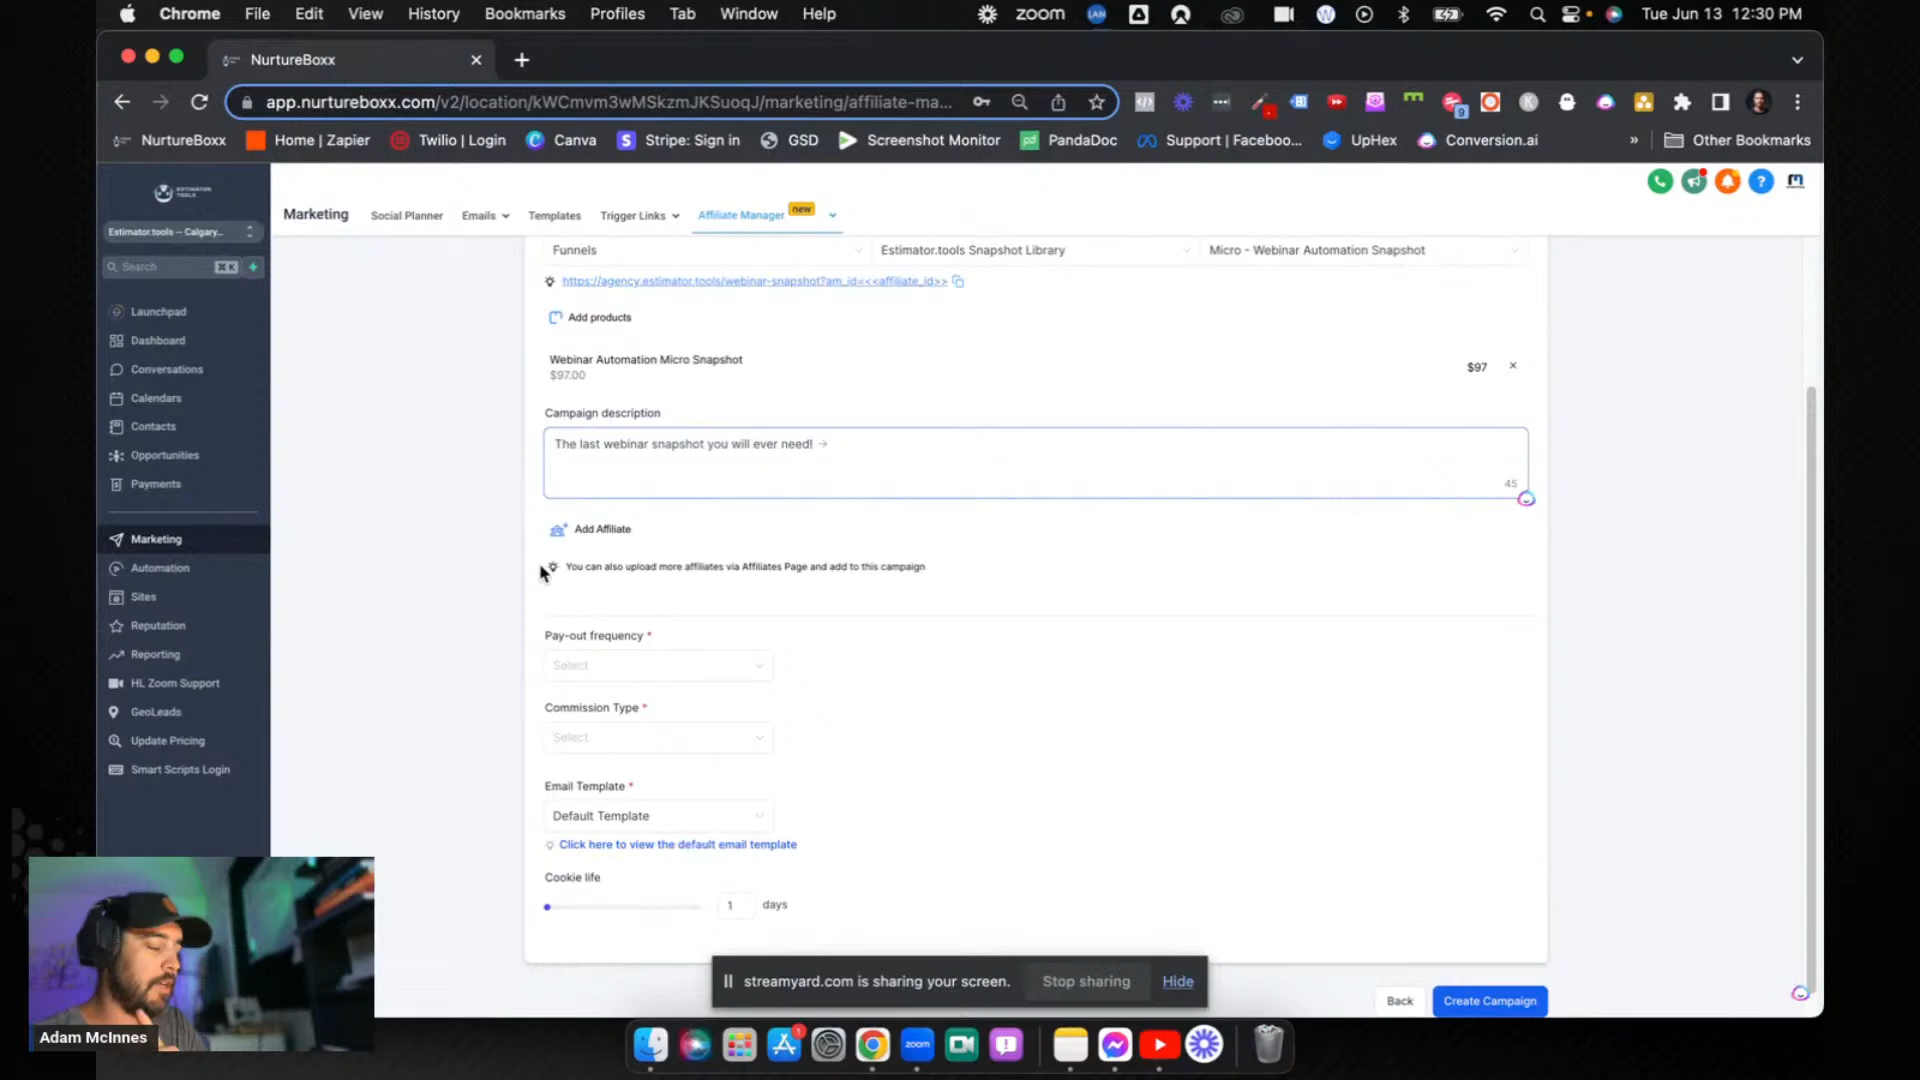 Chrome File Edit View History Bookmarks Profiles Tab Window Help zoom LAN Tue Jun 13 12:30 PM
NurtureBoxx
app.nurtureboxx.com/v2/location/kWCmvm3wMSkzmJKSuoqJ/marketing/affiliate-ma...
NurtureBoxx Home | Zapier Twilio | Login Canva Stripe: Sign in GSD Screenshot Monitor PandaDoc Support | Faceboo... UpHex Conversion.ai » Other Bookmarks
ESTIMATOR TOOLS
Marketing Social Planner Emails Templates Trigger Links Affiliate Manager new
Estimator.tools -- Calgary...
Search ⌘K
Funnels Estimator.tools Snapshot Library Micro - Webinar Automation Snapshot
https://agency.estimator.tools/webinar-snapshot?am_id=<<affiliate_id>>
Add products
Webinar Automation Micro Snapshot
$97.00
$97
Campaign description
The last webinar snapshot you will ever need! →
45
Add Affiliate
You can also upload more affiliates via Affiliates Page and add to this campaign
Pay-out frequency *
Select
Commission Type *
Select
Email Template *
Default Template
Click here to view the default email template
Cookie life
1 days
Back Create Campaign
Launchpad
Dashboard
Conversations
Calendars
Contacts
Opportunities
Payments
Marketing
Automation
Sites
Reputation
Reporting
HL Zoom Support
GeoLeads
Update Pricing
Smart Scripts Login
streamyard.com is sharing your screen. Stop sharing Hide
Adam McInnes
zoom